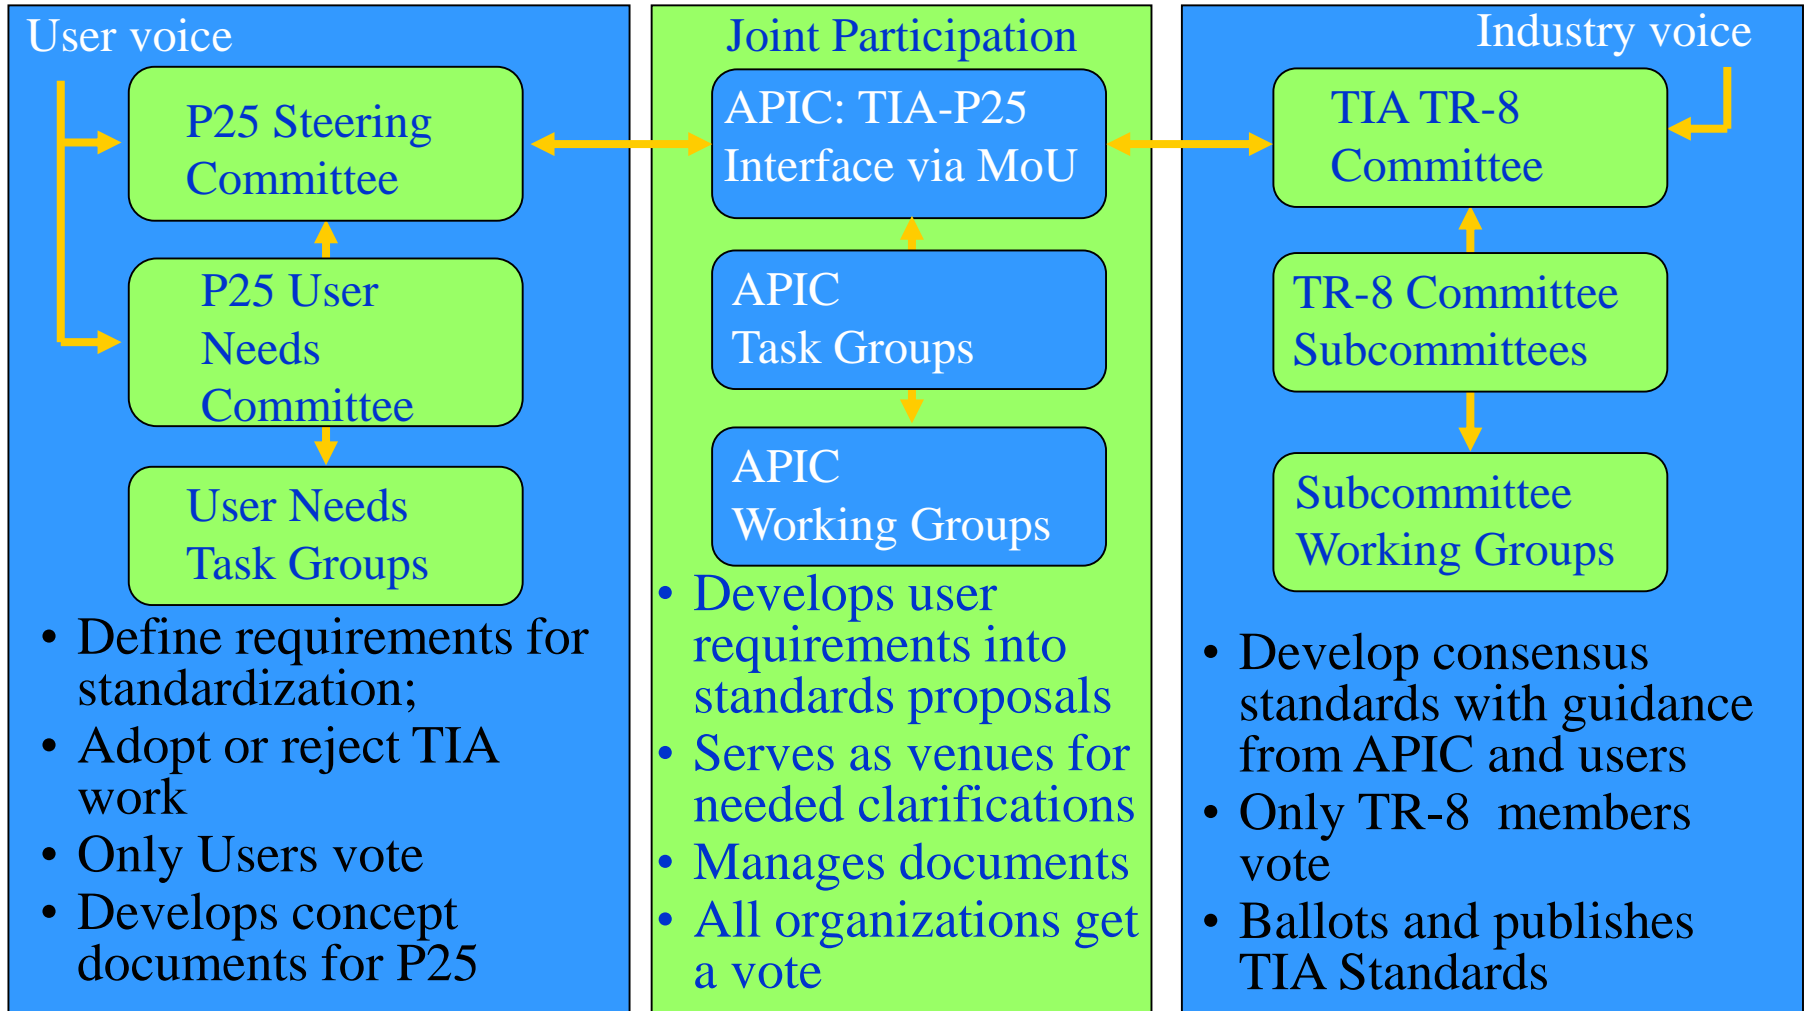 User voice
P25 Steering
Committee
P25 User
Needs
Committee
User Needs
Task Groups
• Define requirements for
standardization;
• Adopt or reject TIA
work
• Only Users vote
• Develops concept
documents for P25
Joint Participation
APIC: TIA-P25
Interface via MoU
APIC
Task Groups
APIC
Working Groups
• Develops user
requirements into
standards proposals
• Serves as venues for
needed clarifications
• Manages documents
• All organizations get
a vote
Industry voice
TIA TR-8
Committee
TR-8 Committee
Subcommittees
Subcommittee
Working Groups
• Develop consensus
standards with guidance
from APIC and users
• Only TR-8 members
vote
• Ballots and publishes
TIA Standards